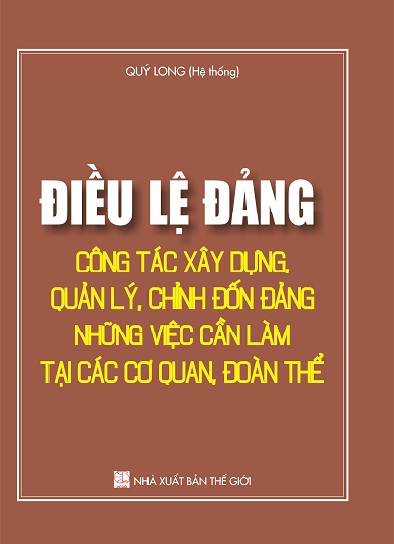 QUÝ LONG (Hệ thống)
ĐIỀU LỆ ĐẢNG
CÔNG TÁC XÂY DỰNG,
QUẢN LÝ, CHỈNH ĐỐN ĐẢNG
NHỮNG VIỆC CẦN LÀM
TẠI CÁC CƠ QUAN, ĐOÀN THỂ
NHÀ XUẤT BẢN THẾ GIỚI